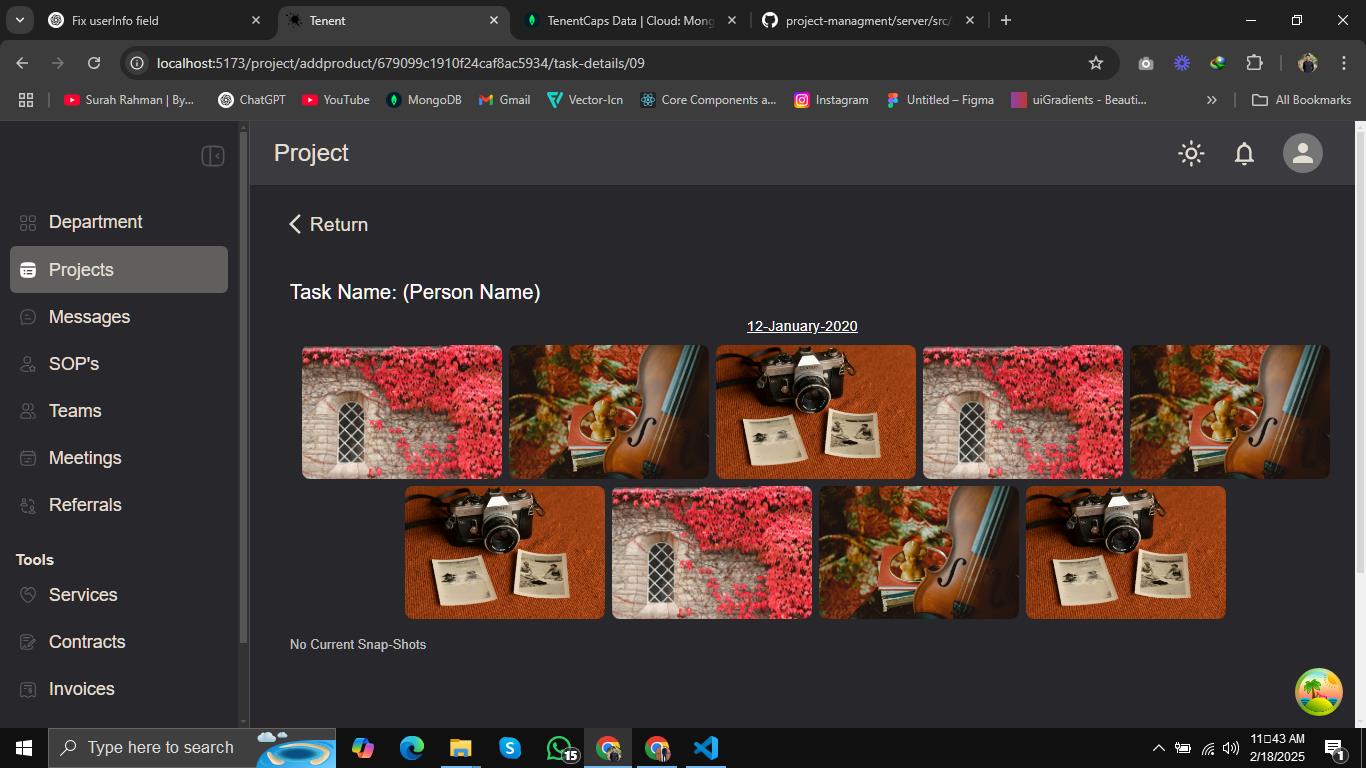 Fix userInfo field
Tenent
TenentCaps Data | Cloud: Mong
project-managment/server/src/
localhost:5173/project/addproduct/679099c1910f24caf8ac5934/task-details/09
Surah Rahman | By...
ChatGPT
YouTube
MongoDB
Gmail
Vector-Icn
Core Components a...
Instagram
Untitled – Figma
uiGradients - Beauti...
All Bookmarks
Project
Return
Department
Projects
Messages
SOP's
Teams
Meetings
Referrals
Tools
Services
Contracts
Invoices
Task Name: (Person Name)
12-January-2020
No Current Snap-Shots
Type here to search
15
11□43 AM
2/18/2025
1